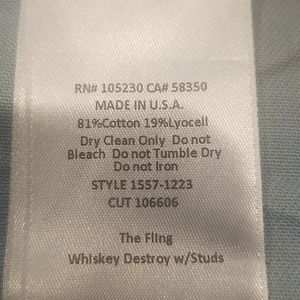 RN# 105230 CA# 58350
MADE IN U.S.A.
81%Cotton 19%Lyocell
Dry Clean Only Do not
Bleach Do not Tumble Dry
Do not Iron
STYLE 1557-1223
CUT 106606
The Fling
Whiskey Destroy w/Studs